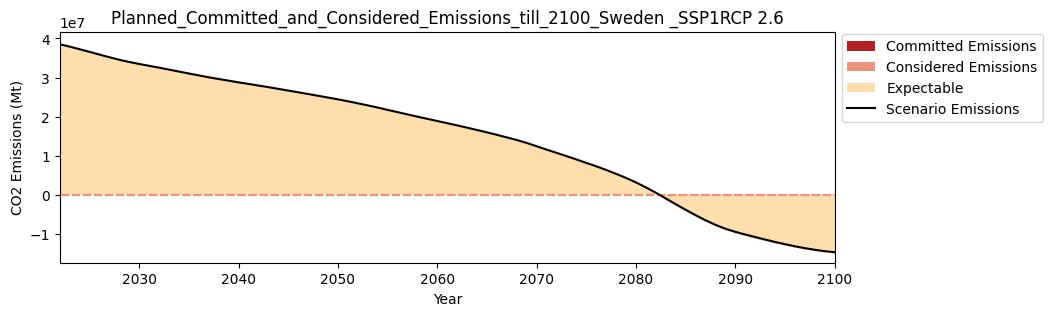 Planned_Committed_and_Considered_Emissions_till_2100_Sweden _SSP1RCP 2.6
1e7
4
3
2
1
0
−1
CO2 Emissions (Mt)
2030 2040 2050 2060 2070 2080 2090 2100
Year
Committed Emissions
Considered Emissions
Expectable
Scenario Emissions